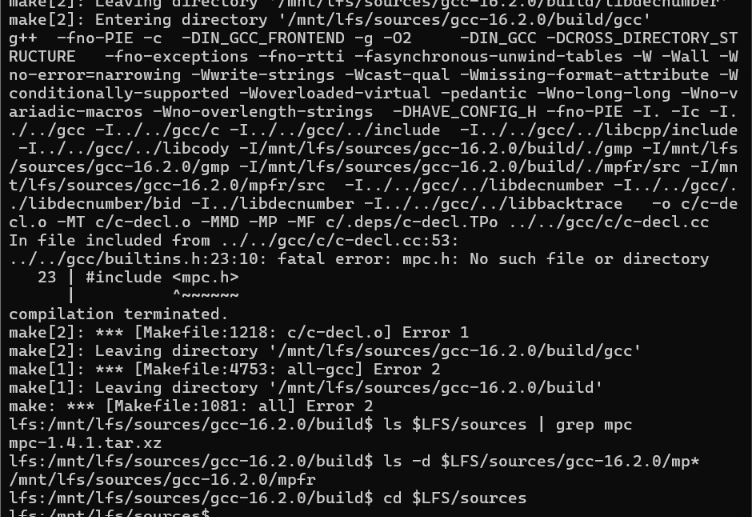 make[2]: Leaving directory '/mnt/lfs/sources/gcc-16.2.0/build/libdecnumber'
make[2]: Entering directory '/mnt/lfs/sources/gcc-16.2.0/build/gcc'
g++  -fno-PIE -c  -DIN_GCC_FRONTEND -g -O2     -DIN_GCC -DCROSS_DIRECTORY_ST
RUCTURE   -fno-exceptions -fno-rtti -fasynchronous-unwind-tables -W -Wall -W
no-error=narrowing -Wwrite-strings -Wcast-qual -Wmissing-format-attribute -W
conditionally-supported -Woverloaded-virtual -pedantic -Wno-long-long -Wno-v
ariadic-macros -Wno-overlength-strings  -DHAVE_CONFIG_H -fno-PIE -I. -Ic -I.
./../gcc -I../../gcc/c -I../../gcc/../include  -I../../gcc/../libcpp/include
 -I../../gcc/../libcody -I/mnt/lfs/sources/gcc-16.2.0/build/./gmp -I/mnt/lfs
/sources/gcc-16.2.0/gmp -I/mnt/lfs/sources/gcc-16.2.0/build/./mpfr/src -I/mn
t/lfs/sources/gcc-16.2.0/mpfr/src  -I../../gcc/../libdecnumber -I../../gcc/.
./libdecnumber/bid -I../libdecnumber -I../../gcc/../libbacktrace   -o c/c-de
cl.o -MT c/c-decl.o -MMD -MP -MF c/.deps/c-decl.TPo ../../gcc/c/c-decl.cc
In file included from ../../gcc/c/c-decl.cc:53:
../../gcc/builtins.h:23:10: fatal error: mpc.h: No such file or directory
   23 | #include <mpc.h>
      |          ^~~~~~~
compilation terminated.
make[2]: *** [Makefile:1218: c/c-decl.o] Error 1
make[2]: Leaving directory '/mnt/lfs/sources/gcc-16.2.0/build/gcc'
make[1]: *** [Makefile:4753: all-gcc] Error 2
make[1]: Leaving directory '/mnt/lfs/sources/gcc-16.2.0/build'
make: *** [Makefile:1081: all] Error 2
lfs:/mnt/lfs/sources/gcc-16.2.0/build$ ls $LFS/sources | grep mpc
mpc-1.4.1.tar.xz
lfs:/mnt/lfs/sources/gcc-16.2.0/build$ ls -d $LFS/sources/gcc-16.2.0/mp*
/mnt/lfs/sources/gcc-16.2.0/mpfr
lfs:/mnt/lfs/sources/gcc-16.2.0/build$ cd $LFS/sources
lfs:/mnt/lfs/sources$